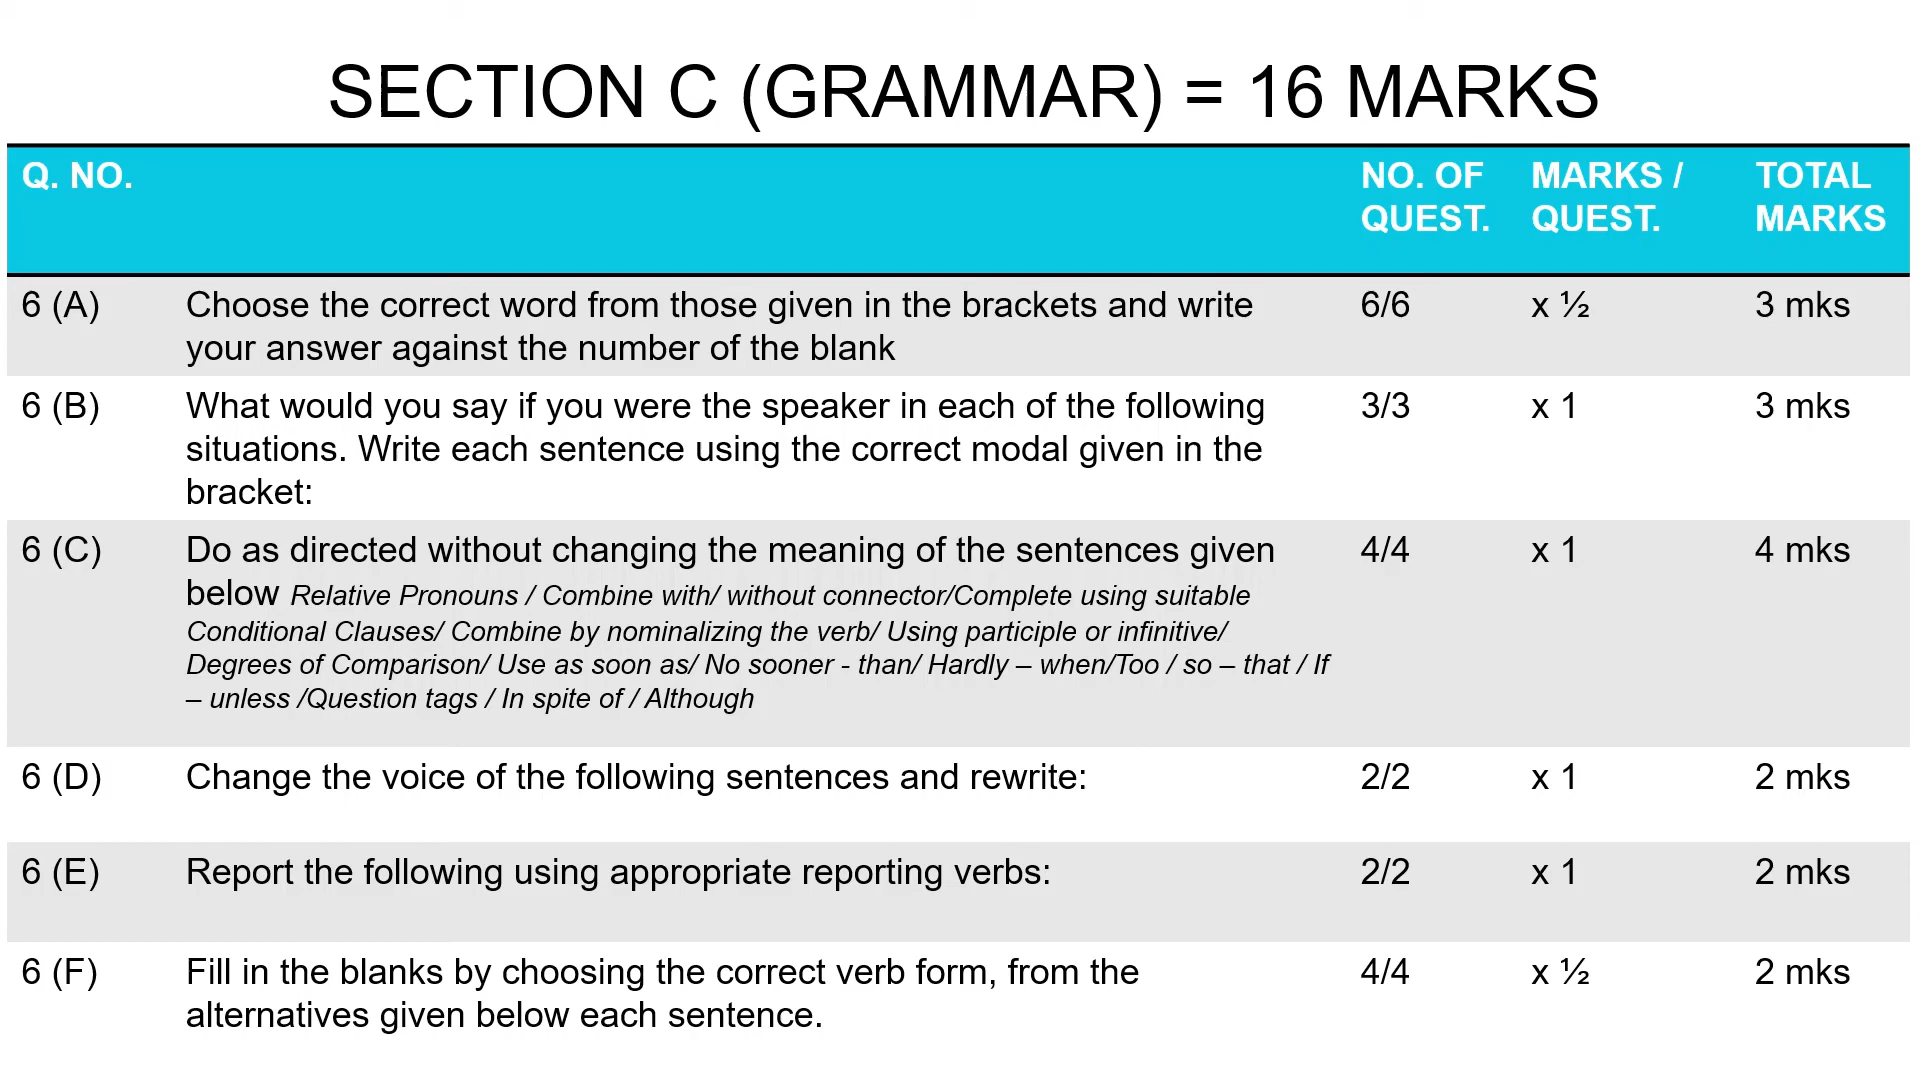 SECTION C (GRAMMAR) = 16 MARKS
Q. NO. NO. OF QUEST. MARKS / QUEST. TOTAL MARKS
6 (A) Choose the correct word from those given in the brackets and write 6/6 x ½ 3 mks
your answer against the number of the blank
6 (B) What would you say if you were the speaker in each of the following 3/3 x 1 3 mks
situations. Write each sentence using the correct modal given in the
bracket:
6 (C) Do as directed without changing the meaning of the sentences given 4/4 x 1 4 mks
below Relative Pronouns / Combine with/ without connector/Complete using suitable
Conditional Clauses/ Combine by nominalizing the verb/ Using participle or infinitive/
Degrees of Comparison/ Use as soon as/ No sooner - than/ Hardly – when/Too / so – that / If
– unless /Question tags / In spite of / Although
6 (D) Change the voice of the following sentences and rewrite: 2/2 x 1 2 mks
6 (E) Report the following using appropriate reporting verbs: 2/2 x 1 2 mks
6 (F) Fill in the blanks by choosing the correct verb form, from the 4/4 x ½ 2 mks
alternatives given below each sentence.